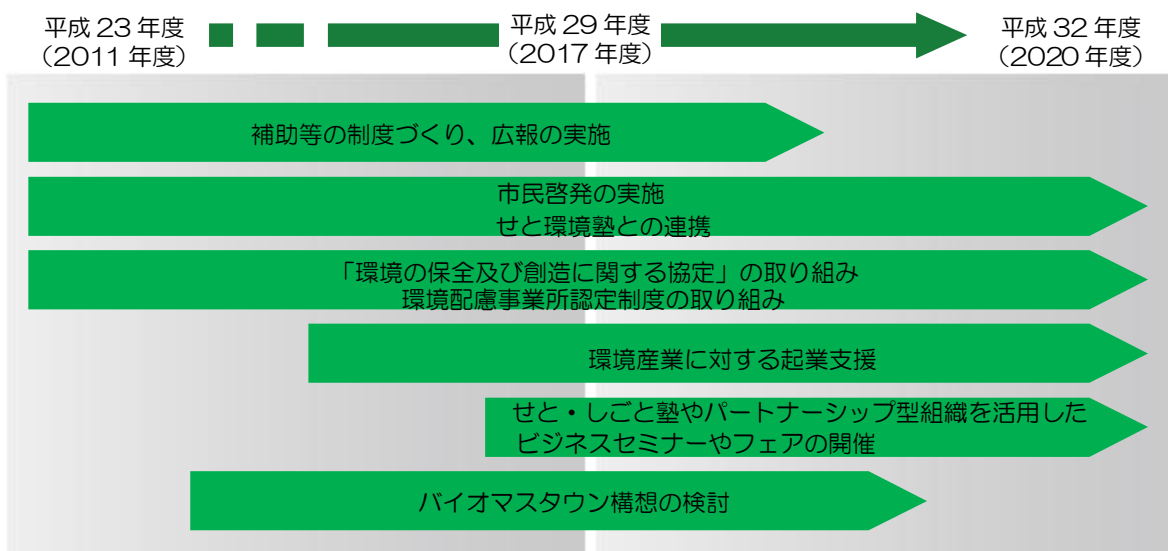 平成 23 年度
（2011 年度）
平成 29 年度
（2017 年度）
平成 32 年度
（2020 年度）
補助等の制度づくり、広報の実施
市民啓発の実施
せと環境塾との連携
「環境の保全及び創造に関する協定」の取り組み
環境配慮事業所認定制度の取り組み
環境産業に対する起業支援
せと・しごと塾やパートナーシップ型組織を活用した
ビジネスセミナーやフェアの開催
バイオマスタウン構想の検討